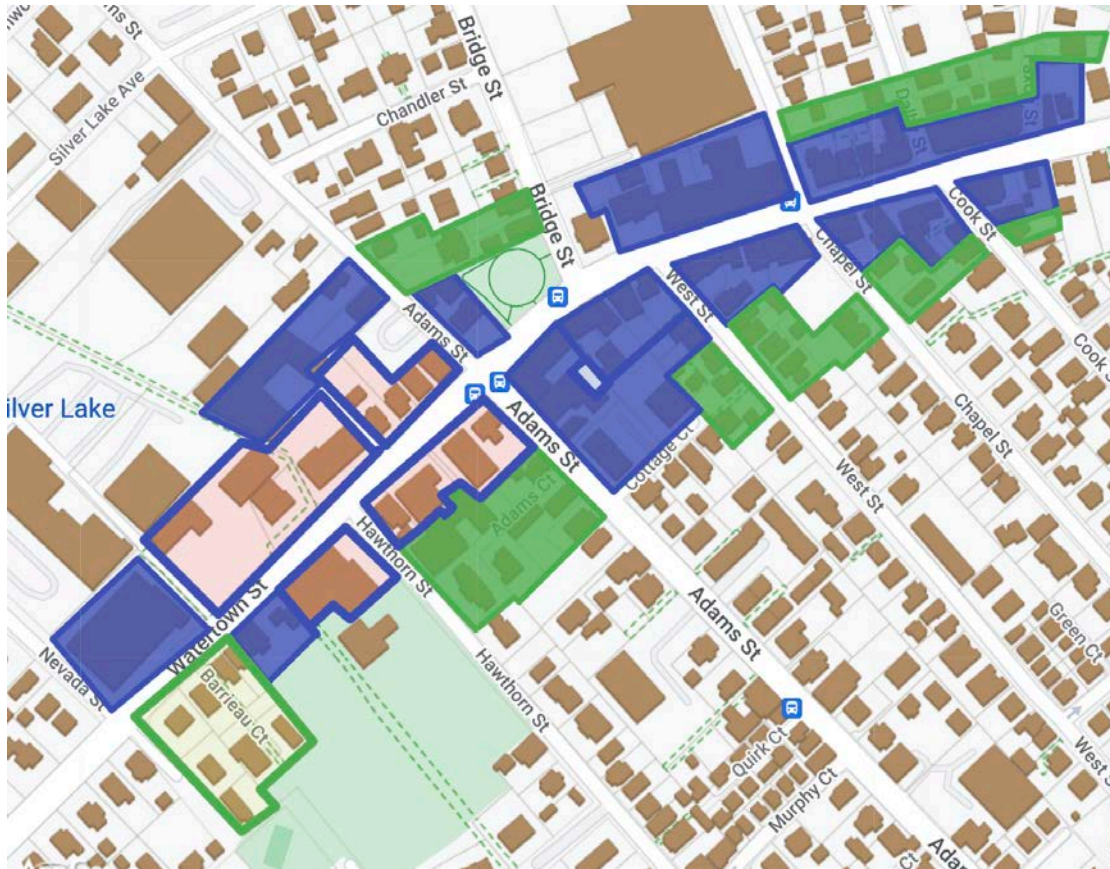 ns St
Silver Lake Ave
Chandler St
Bridge St
Bridge St
Adams St
ilver Lake
Adams St
Adams Ct
Cottage Ct
West St
Chapel St
Cook St
Cook S
Chapel St
West St
Green Ct
West S
Hawthorn St
Watertown St
Nevada St
Barrieau Ct
Hawthorn St
Adams St
Quirk Ct
Murphy Ct
Adan